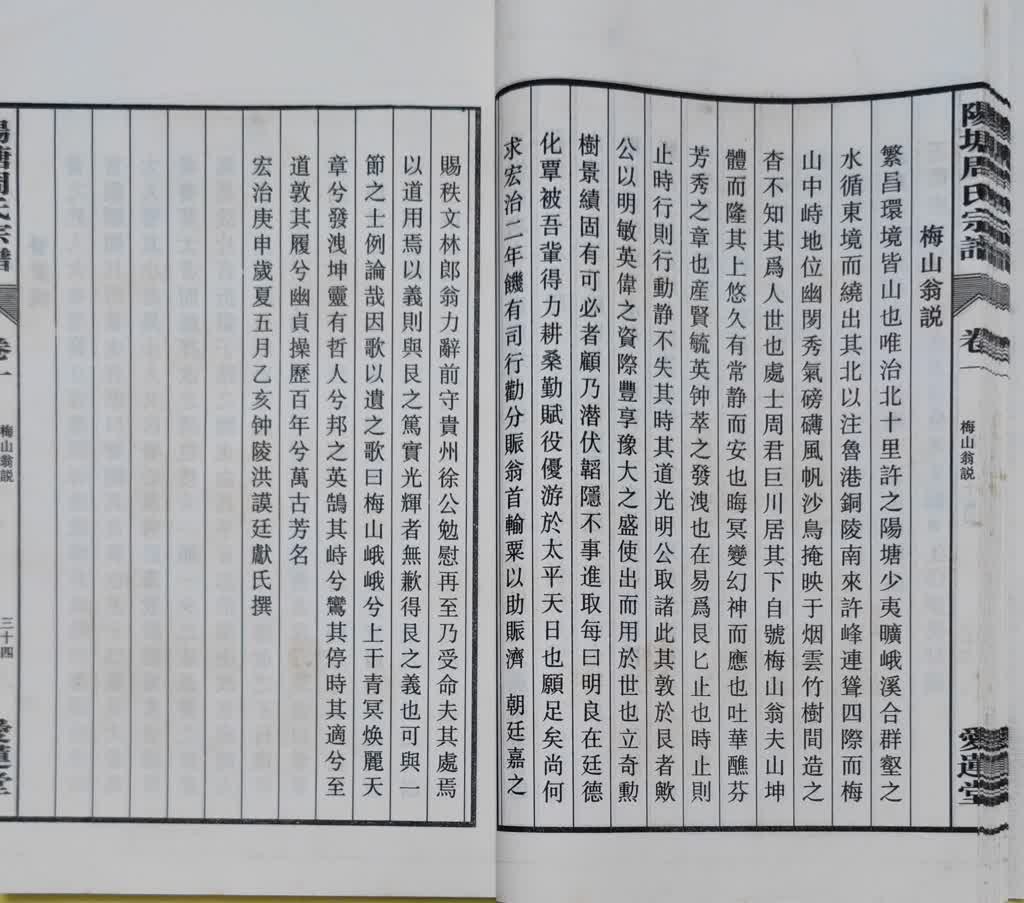 陽塘周氏宗譜
卷一
梅山翁説
愛蓮堂
梅山翁説
繁昌環境皆山也唯治北十里許之陽塘少夷曠峨溪合群壑之
水循東境而繞出其北以注魯港銅陵南來許峰連聳四際而梅
山中峙地位幽閔秀氣磅礴風帆沙鳥掩映于烟雲竹樹間造之
杳不知其爲人世也處士周君巨川居其下自號梅山翁夫山坤
體而隆其上悠久有常静而安也晦冥變幻神而應也吐華醮芬
芳秀之章也産賢毓英钟萃之發洩也在易爲艮匕止也時止則
止時行則行動静不失其時其道光明公取諸此其敦於艮者歟
公以明敏英偉之資際豐享豫大之盛使出而用於世也立奇勳
樹景績固有可必者顧乃潜伏韜隱不事進取每曰明良在廷德
化覃被吾輩得力耕桑勤賦役優游於太平天日也願足矣尚何
求宏治二年饑有司行勸分賑翁首輸粟以助賑濟　朝廷嘉之
賜秩文林郎翁力辭前守貴州徐公勉慰再至乃受命夫其處焉
以道用焉以義則與艮之篤實光輝者無歉得艮之義也可與一
節之士例論哉因歌以遺之歌曰梅山峨峨兮上干青冥焕麗天
章兮發洩坤靈有哲人兮邦之英鵠其峙兮鸞其停時其適兮至
道敦其履兮幽貞操歷百年兮萬古芳名
宏治庚申歲夏五月乙亥钟陵洪謨廷獻氏撰
陽塘周氏宗譜
卷一
梅山翁説
三十四
愛蓮堂